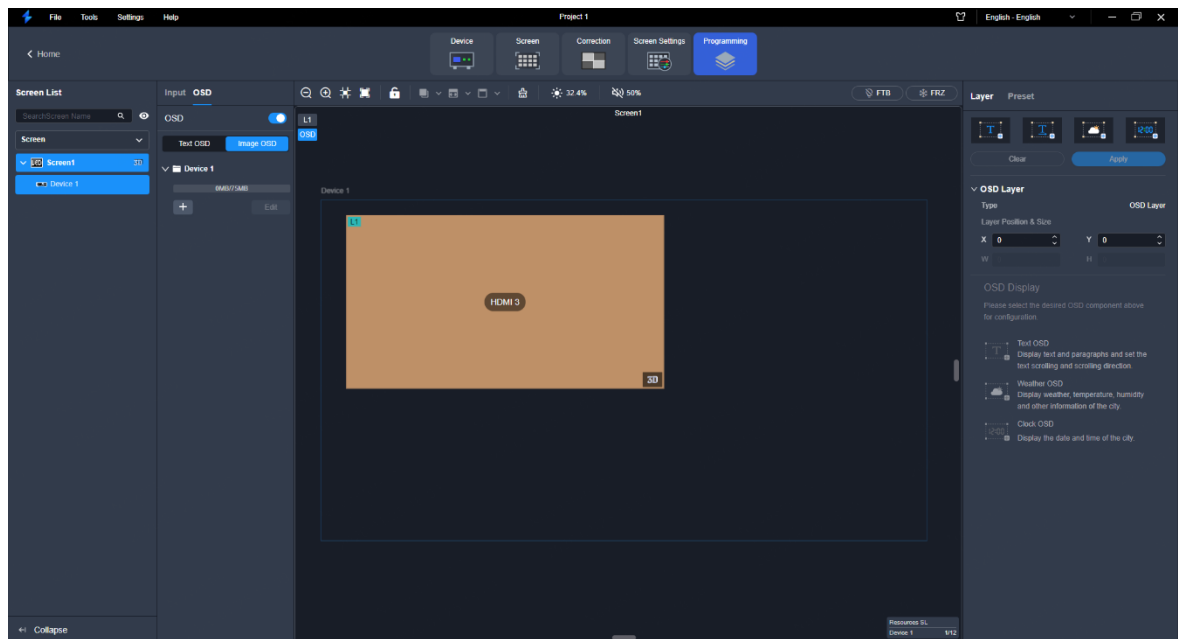 File Tools Settings Help Project 1 English - English
Home
Device Screen Correction Screen Settings Programming
Screen List
SearchScreen Name
Screen
Screen1 3D
Device 1
Collapse
Input OSD
OSD
Text OSD Image OSD
Device 1
0MB/75MB
+ Edit
32.4% 50% FTB FRZ
L1 Screen1
OSD
Device 1
L1
HDMI 3
3D
Resources SL
Device 1 1/12
Layer Preset
T T 12:00
Clear Apply
OSD Layer
Type OSD Layer
Layer Position & Size
X 0 Y 0
W H
OSD Display
Please select the desired OSD component above
for configuration.
Text OSD
Display text and paragraphs and set the
text scrolling and scrolling direction.
Weather OSD
Display weather, temperature, humidity
and other information of the city.
Clock OSD
Display the date and time of the city.